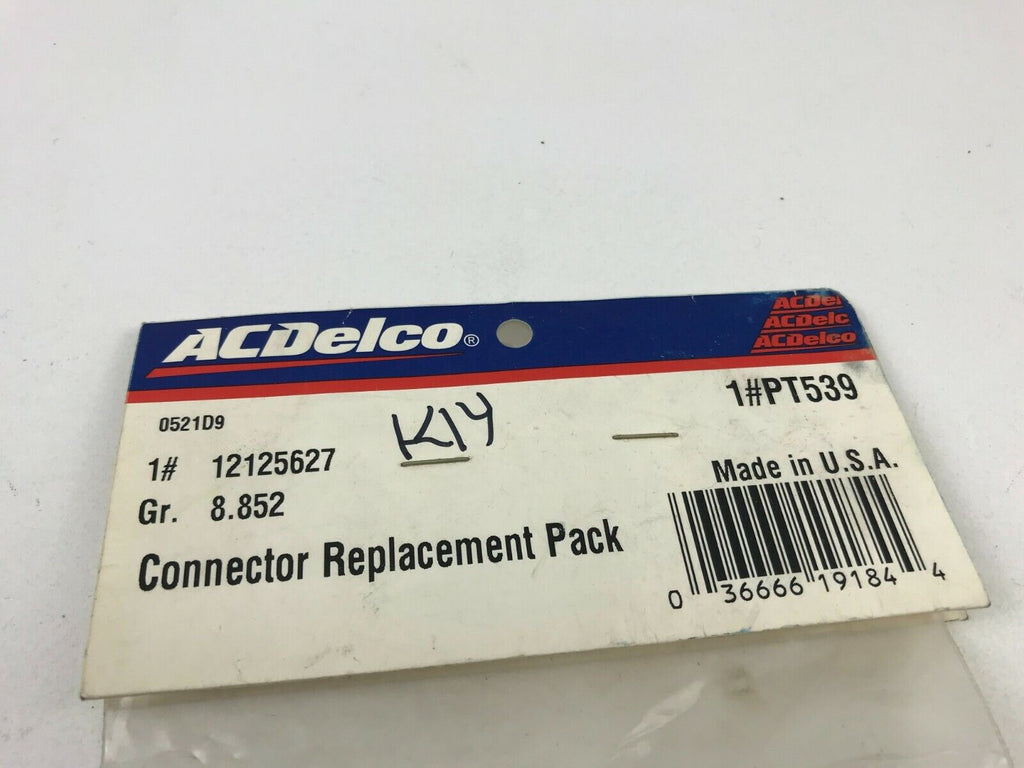 ACDelco®
ACDel
ACDelc
ACDelco
1#PT539
0521D9
K14
1# 12125627
Gr. 8.852
Made in U.S.A.
Connector Replacement Pack
0 36666 19184 4